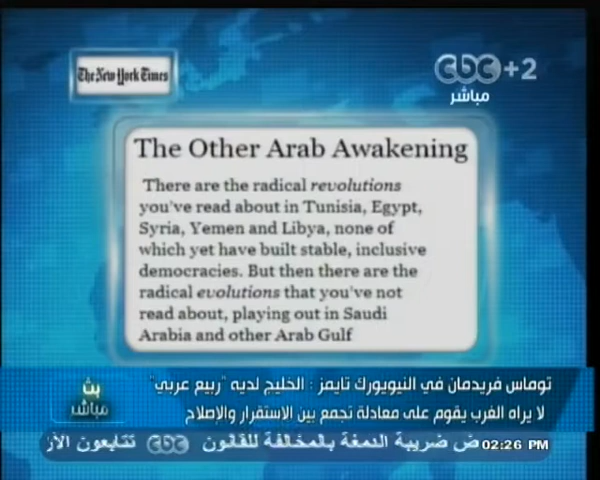 The New York Times
cbc+2
مباشر
The Other Arab Awakening
There are the radical revolutions
you've read about in Tunisia, Egypt,
Syria, Yemen and Libya, none of
which yet have built stable, inclusive
democracies. But then there are the
radical evolutions that you've not
read about, playing out in Saudi
Arabia and other Arab Gulf
توماس فريدمان في النيويورك تايمز : الخليج لديه "ربيع عربي"
لا يراه الغرب يقوم على معادلة تجمع بين الاستقرار والإصلاح
بث
مباشر
ض ضريبة الدمغة بالمخالفة للقانون cbc تتابعون الآن
02:26 PM